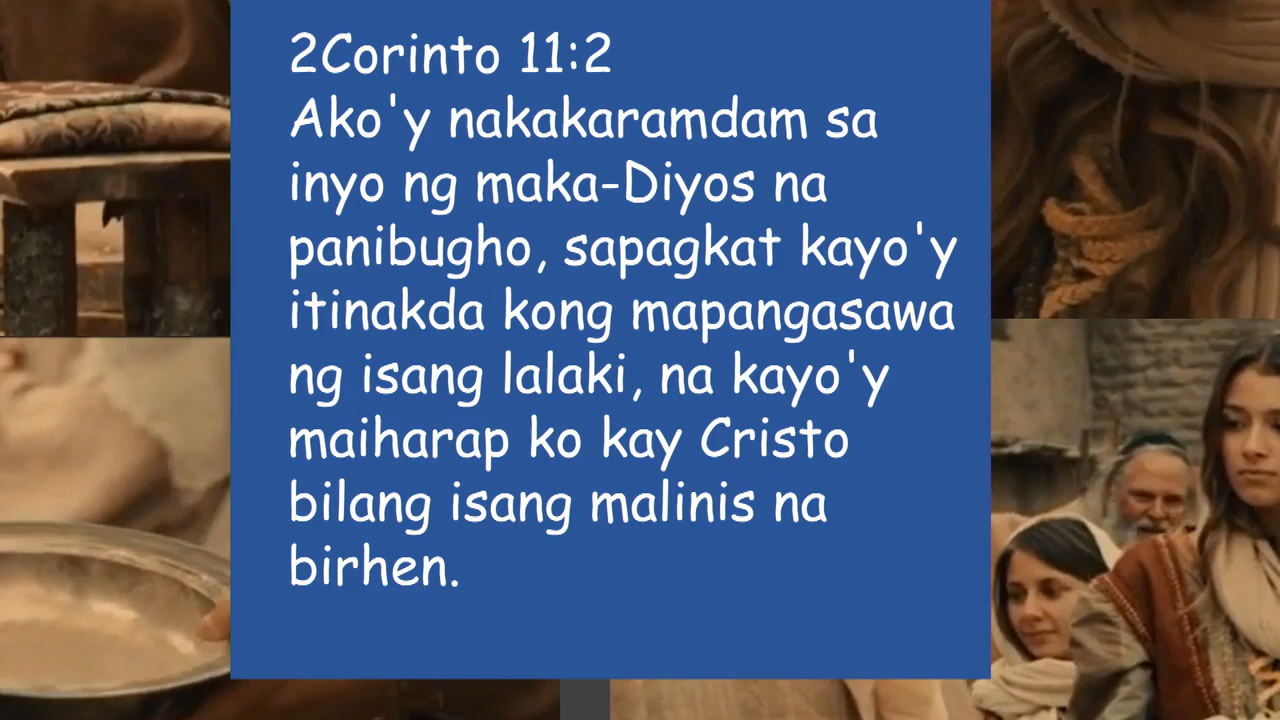 2Corinto 11:2
Ako'y nakakaramdam sa
inyo ng maka-Diyos na
panibugho, sapagkat kayo'y
itinakda kong mapangasawa
ng isang lalaki, na kayo'y
maiharap ko kay Cristo
bilang isang malinis na
birhen.